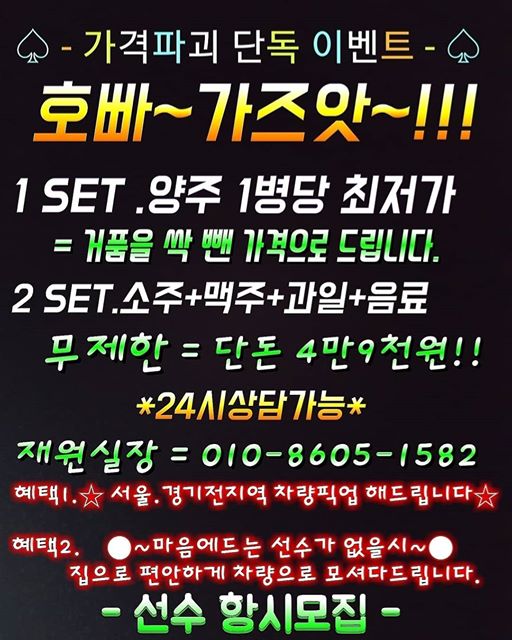 ♤ - 가격파괴 단독 이벤트 - ♤
호빠~가즈앗~!!!
1 SET .양주 1병당 최저가
= 거품을 싹 뺀 가격으로 드립니다.
2 SET.소주+맥주+과일+음료
무제한 = 단돈 4만9천원!!
*24시상담가능*
재원실장 = 010-8605-1582
혜택1.☆ 서울.경기전지역 차량픽업 해드립니다☆
혜택2. ●~마음에드는 선수가 없을시~●
집으로 편안하게 차량으로 모셔다드립니다.
- 선수 항시모집 -